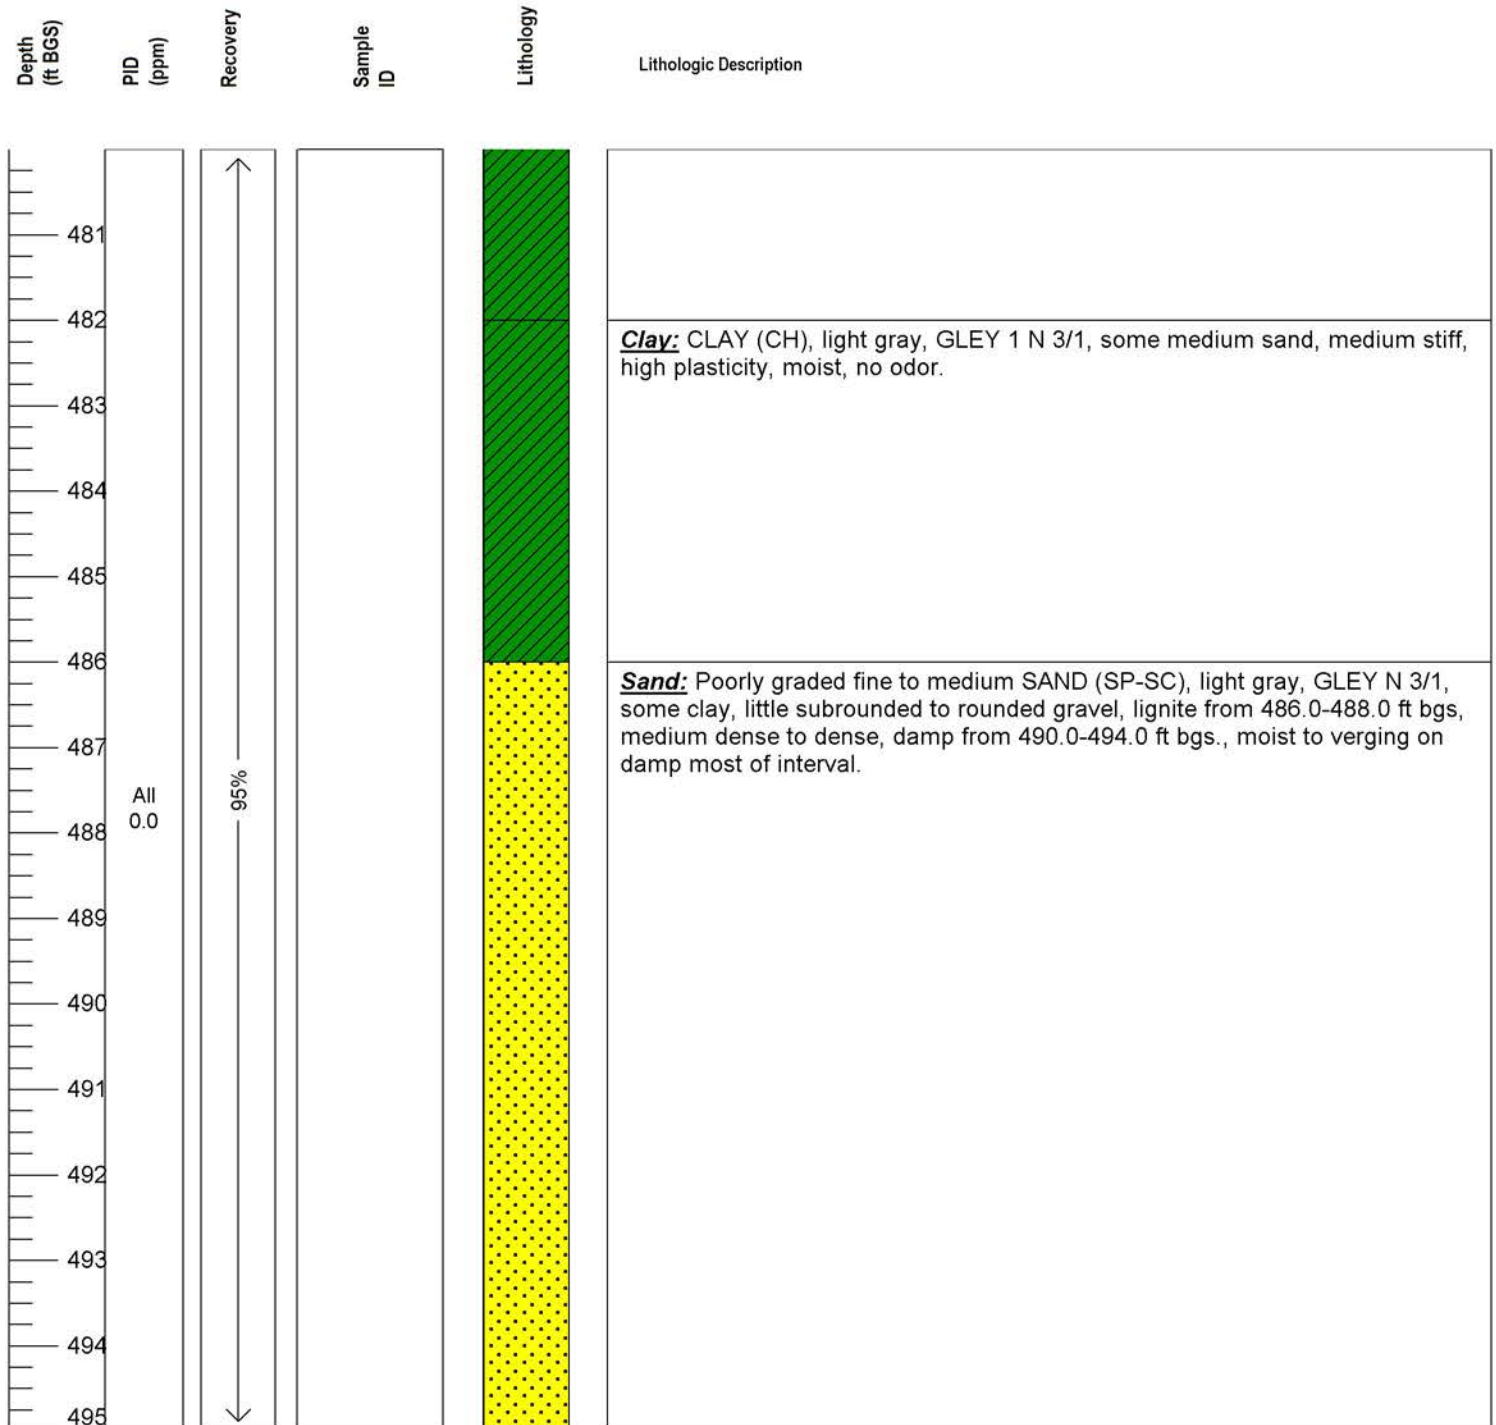 Depth
(ft BGS)
PID
(ppm)
Recovery
Sample
ID
Lithology
Lithologic Description
481
482
Clay: CLAY (CH), light gray, GLEY 1 N 3/1, some medium sand, medium stiff,
high plasticity, moist, no odor.
483
484
485
486
Sand: Poorly graded fine to medium SAND (SP-SC), light gray, GLEY N 3/1,
some clay, little subrounded to rounded gravel, lignite from 486.0-488.0 ft bgs,
medium dense to dense, damp from 490.0-494.0 ft bgs., moist to verging on
damp most of interval.
487
All
0.0
95%
488
489
490
491
492
493
494
495